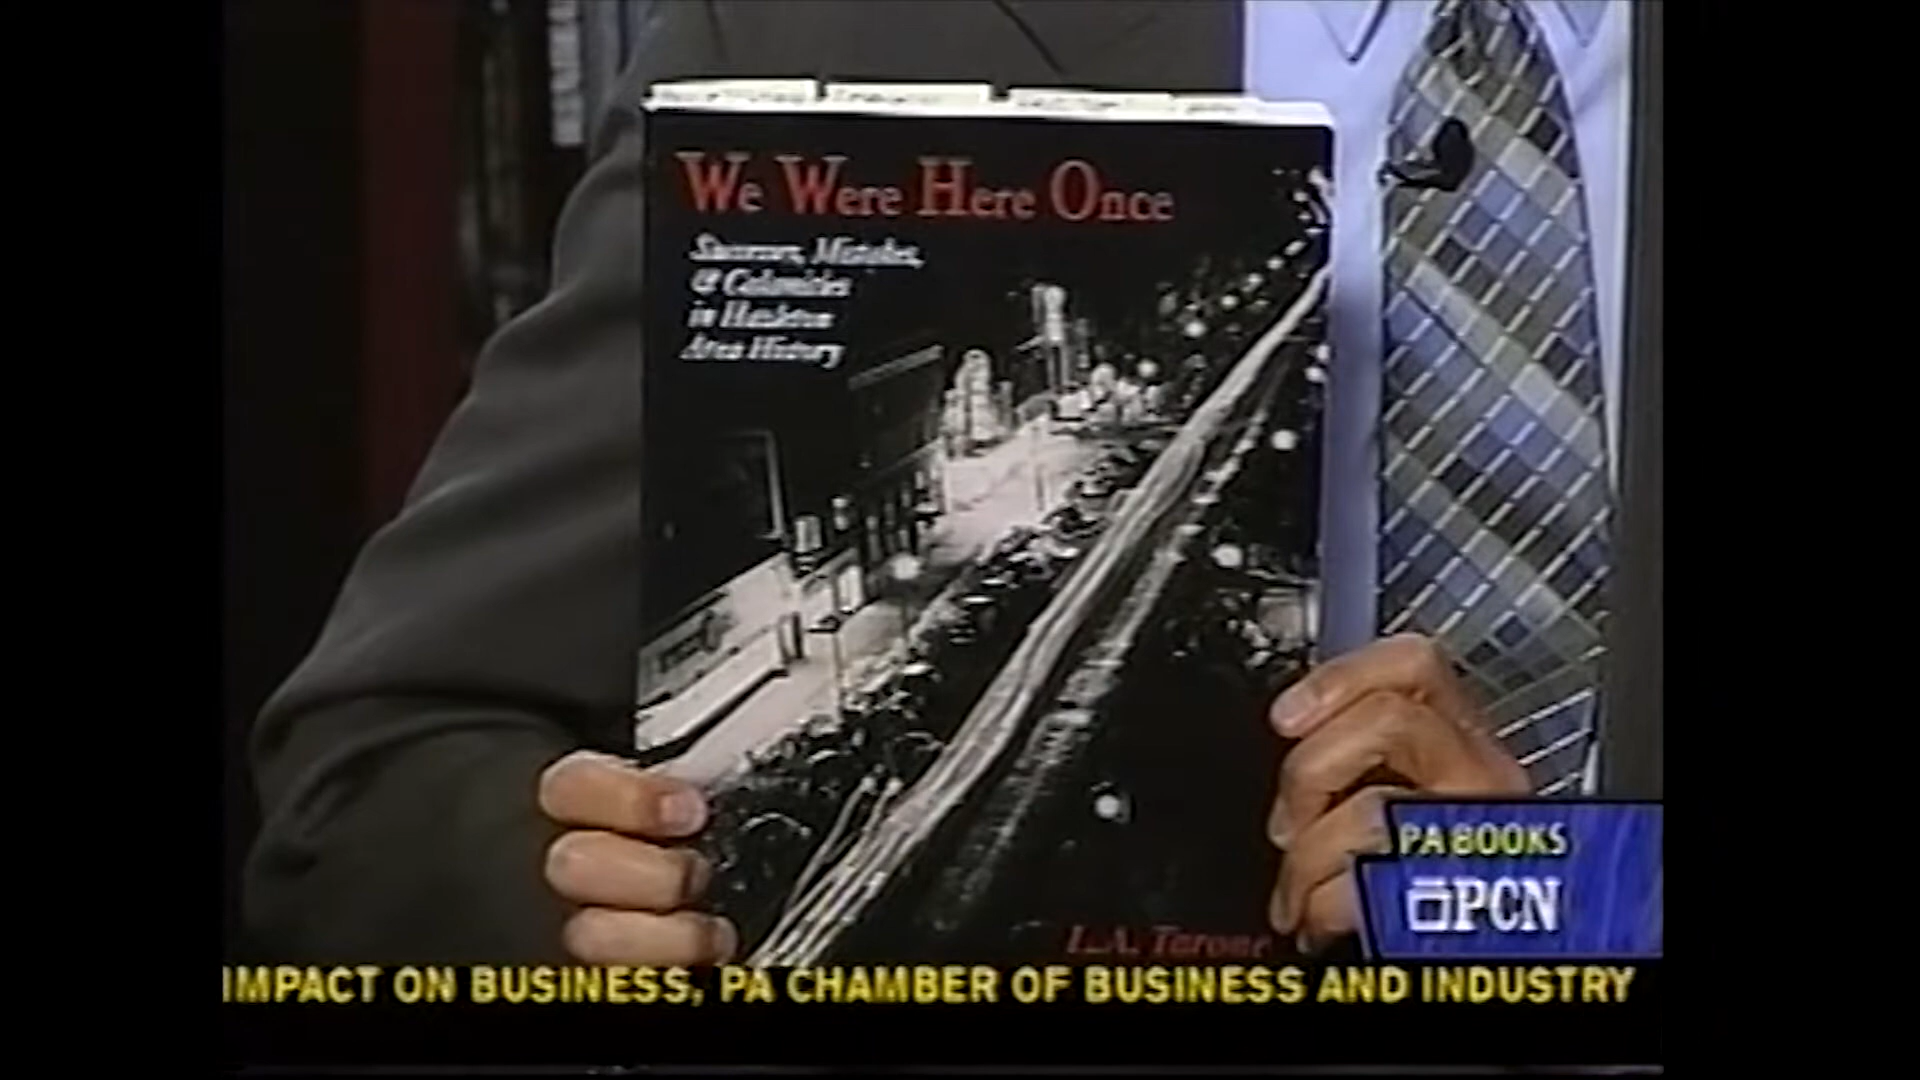 We Were Here Once
Successes, Mistakes,
& Calamities
in Hazleton
Area History
L.A. Tarone
PA BOOKS
PCN
IMPACT ON BUSINESS, PA CHAMBER OF BUSINESS AND INDUSTRY